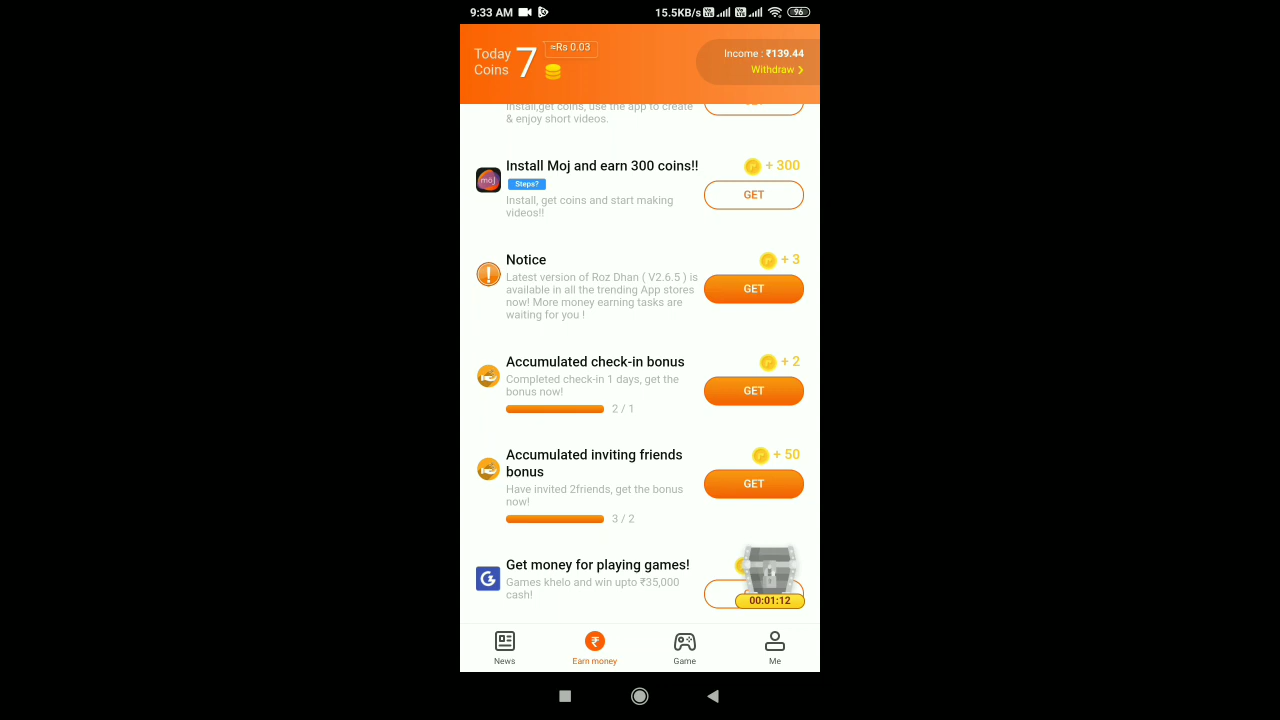 9:33 AM
15.5KB/s
Vo LTE
Vo LTE
96
Today
Coins
7
≈Rs 0.03
Income : ₹139.44
Withdraw
Install,get coins, use the app to create
& enjoy short videos.
Install Moj and earn 300 coins!!
+ 300
moj
Steps?
GET
Install, get coins and start making
videos!!
Notice
+ 3
Latest version of Roz Dhan ( V2.6.5 ) is
available in all the trending App stores
now! More money earning tasks are
waiting for you !
GET
Accumulated check-in bonus
+ 2
Completed check-in 1 days, get the
bonus now!
GET
2 / 1
Accumulated inviting friends
bonus
+ 50
GET
Have invited 2friends, get the bonus
now!
3 / 2
Get money for playing games!
Games khelo and win upto ₹35,000
cash!
00:01:12
News
Earn money
Game
Me